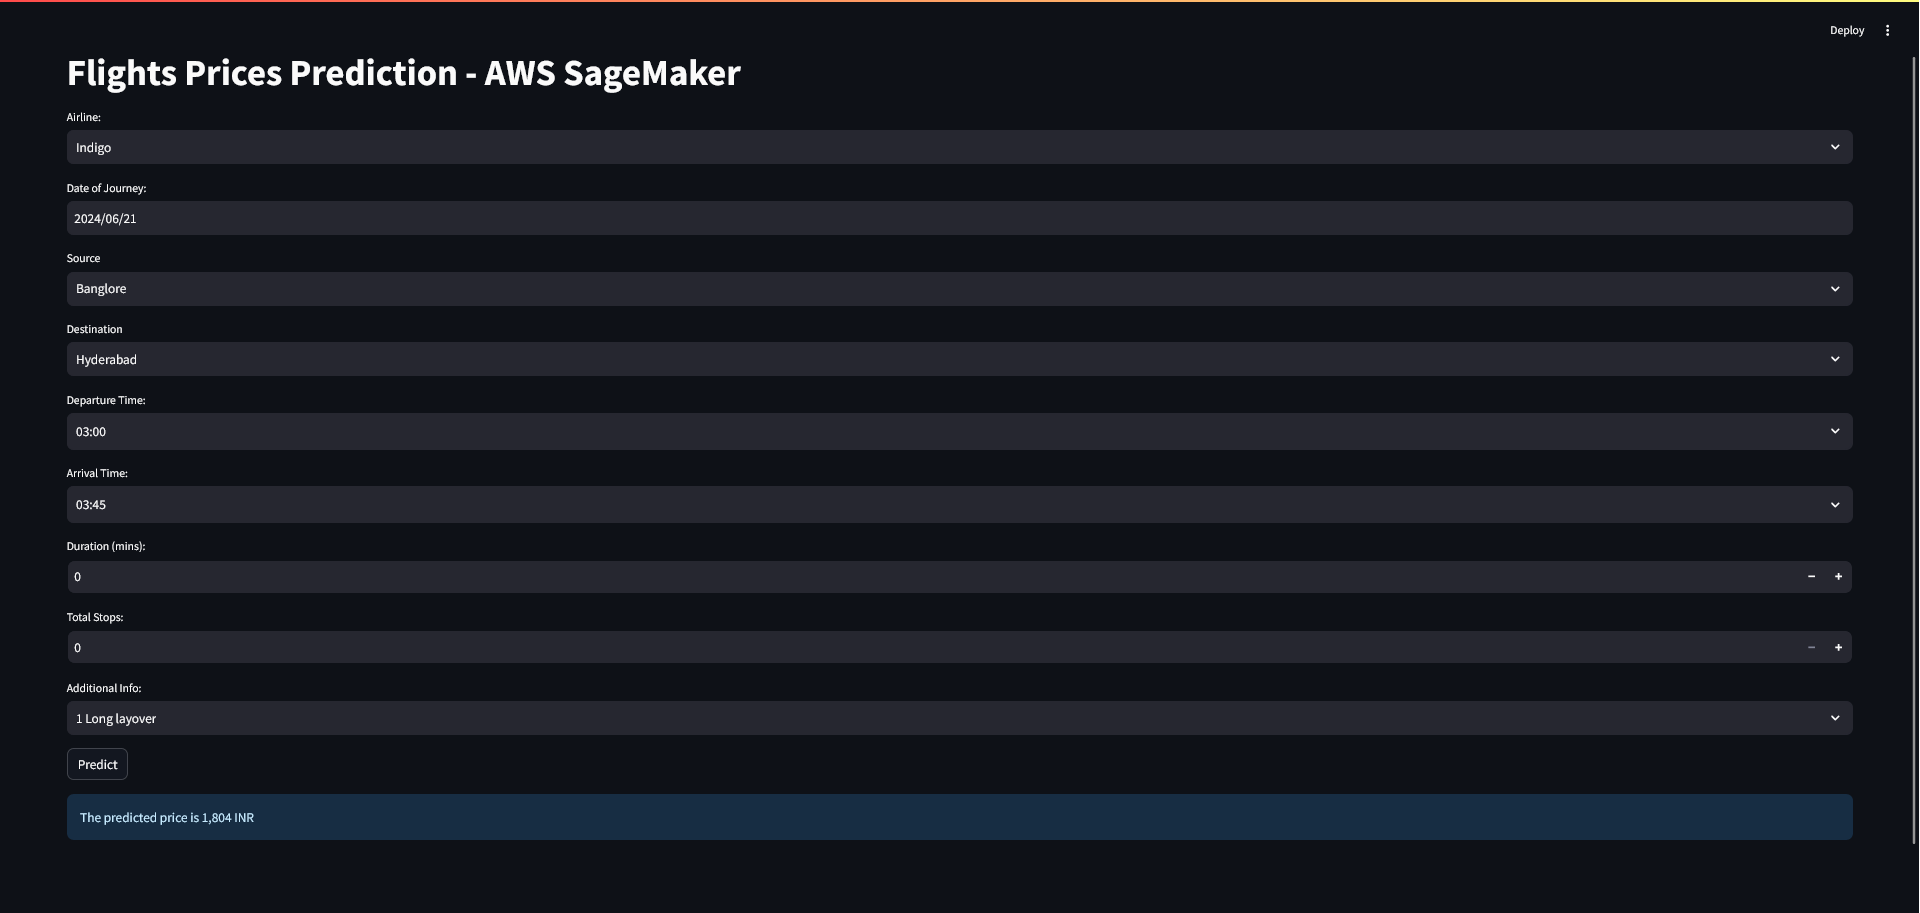 Deploy
Flights Prices Prediction - AWS SageMaker
Airline:
Indigo
Date of Journey:
2024/06/21
Source
Banglore
Destination
Hyderabad
Departure Time:
03:00
Arrival Time:
03:45
Duration (mins):
0
Total Stops:
0
Additional Info:
1 Long layover
Predict
The predicted price is 1,804 INR